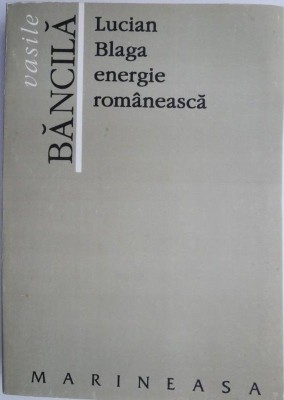 vasile
BĂNCILĂ
Lucian
Blaga
energie
românească
MARINEASA